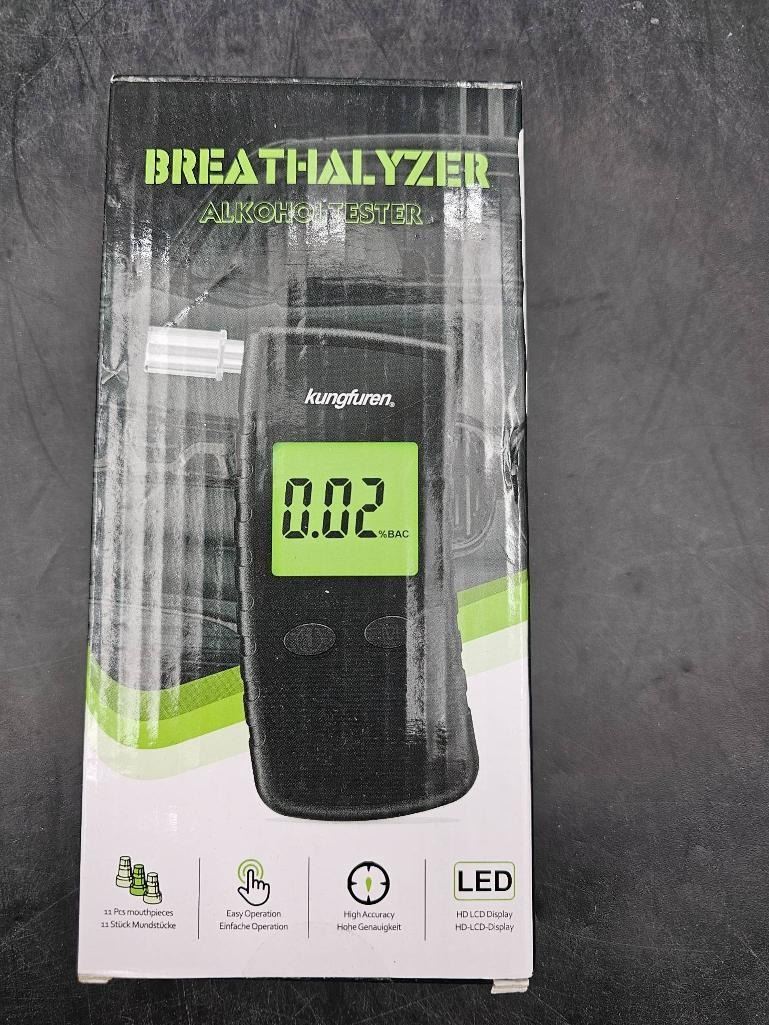 BREATHALYZER
ALKOHOLTESTER
kungfuren®
0.02 %BAC
11 Pcs mouthpieces
11 Stück Mundstücke
Easy Operation
Einfache Operation
High Accuracy
Hohe Genauigkeit
LED
HD LCD Display
HD-LCD-Display